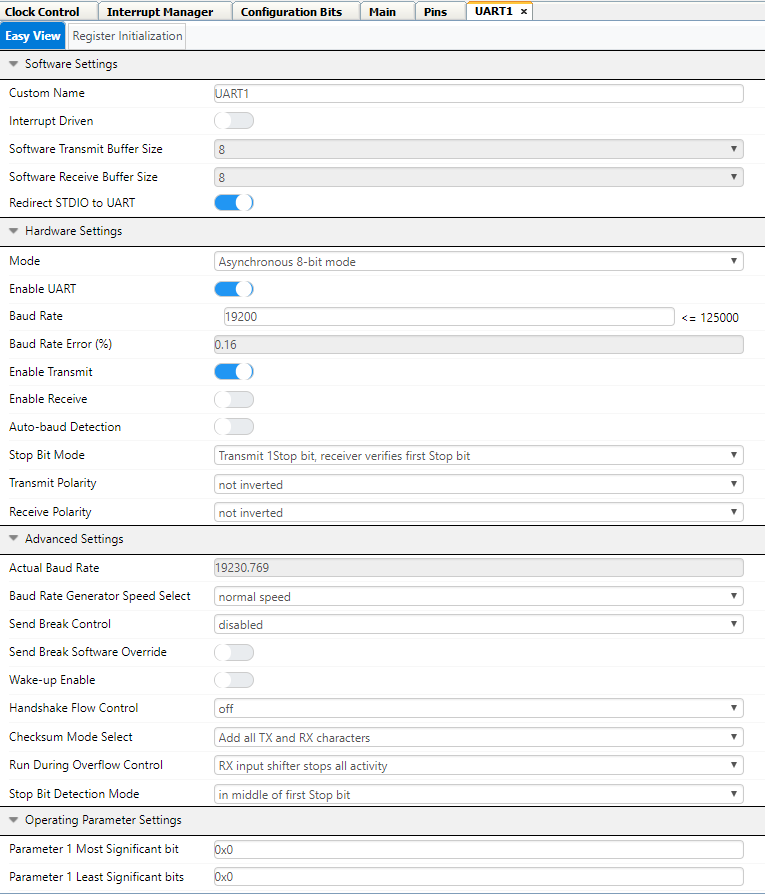 Clock Control Interrupt Manager Configuration Bits Main Pins UART1 ×
Easy View Register Initialization
Software Settings
Custom Name UART1
Interrupt Driven
Software Transmit Buffer Size 8
Software Receive Buffer Size 8
Redirect STDIO to UART
Hardware Settings
Mode Asynchronous 8-bit mode
Enable UART
Baud Rate 19200 <= 125000
Baud Rate Error (%) 0.16
Enable Transmit
Enable Receive
Auto-baud Detection
Stop Bit Mode Transmit 1Stop bit, receiver verifies first Stop bit
Transmit Polarity not inverted
Receive Polarity not inverted
Advanced Settings
Actual Baud Rate 19230.769
Baud Rate Generator Speed Select normal speed
Send Break Control disabled
Send Break Software Override
Wake-up Enable
Handshake Flow Control off
Checksum Mode Select Add all TX and RX characters
Run During Overflow Control RX input shifter stops all activity
Stop Bit Detection Mode in middle of first Stop bit
Operating Parameter Settings
Parameter 1 Most Significant bit 0x0
Parameter 1 Least Significant bits 0x0